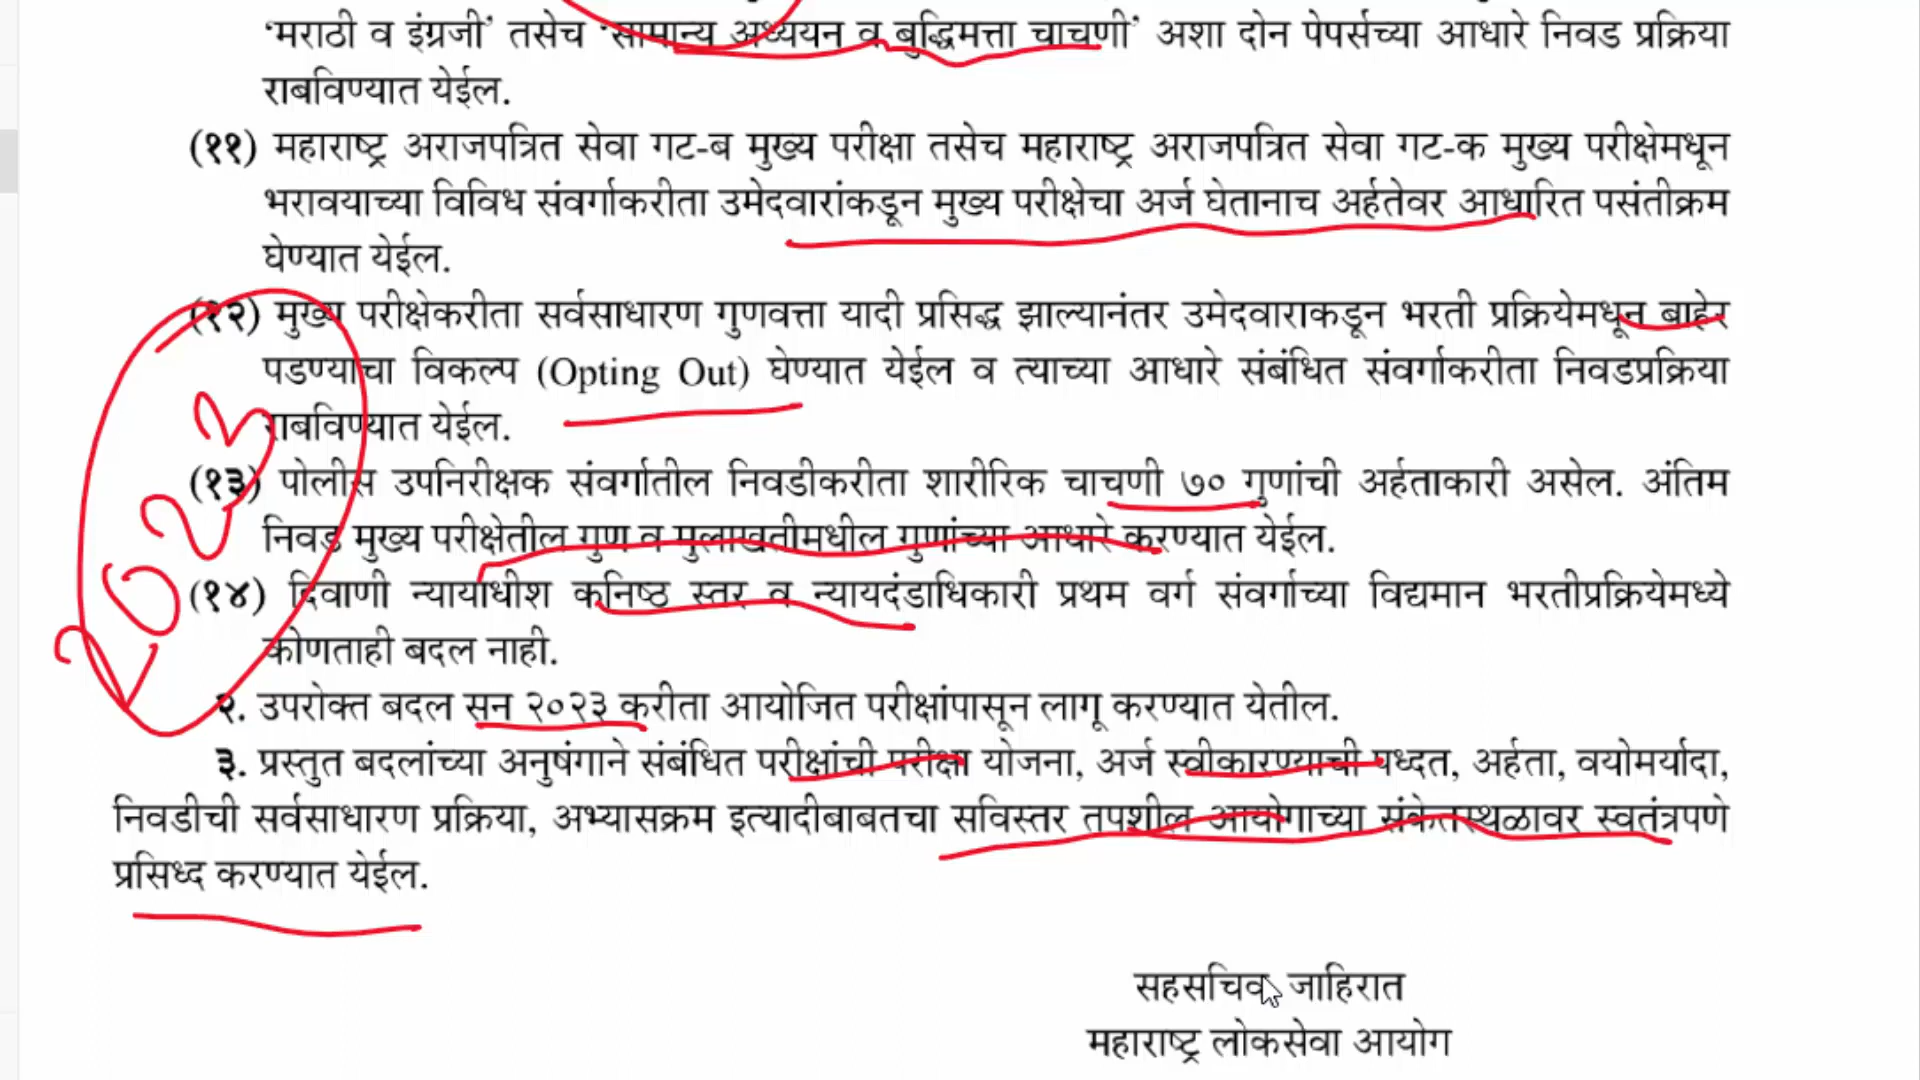 'मराठी व इंग्रजी' तसेच 'सामान्य अध्ययन व बुद्धिमत्ता चाचणी' अशा दोन पेपर्सच्या आधारे निवड प्रक्रिया
राबविण्यात येईल.
(११) महाराष्ट्र अराजपत्रित सेवा गट-ब मुख्य परीक्षा तसेच महाराष्ट्र अराजपत्रित सेवा गट-क मुख्य परीक्षेमधून
भरावयाच्या विविध संवर्गाकरीता उमेदवारांकडून मुख्य परीक्षेचा अर्ज घेतानाच अर्हतेवर आधारित पसंतीक्रम
घेण्यात येईल.
(१२) मुख्य परीक्षेकरीता सर्वसाधारण गुणवत्ता यादी प्रसिद्ध झाल्यानंतर उमेदवाराकडून भरती प्रक्रियेमधून बाहेर
पडण्याचा विकल्प (Opting Out) घेण्यात येईल व त्याच्या आधारे संबंधित संवर्गाकरीता निवडप्रक्रिया
राबविण्यात येईल.
(१३) पोलीस उपनिरीक्षक संवर्गातील निवडीकरीता शारीरिक चाचणी ७० गुणांची अर्हताकारी असेल. अंतिम
निवड मुख्य परीक्षेतील गुण व मुलाखतीमधील गुणांच्या आधारे करण्यात येईल.
(१४) दिवाणी न्यायाधीश कनिष्ठ स्तर व न्यायदंडाधिकारी प्रथम वर्ग संवर्गाच्या विद्यमान भरतीप्रक्रियेमध्ये
कोणताही बदल नाही.
2023
२. उपरोक्त बदल सन २०२३ करीता आयोजित परीक्षांपासून लागू करण्यात येतील.
३. प्रस्तुत बदलांच्या अनुषंगाने संबंधित परीक्षांची परीक्षा योजना, अर्ज स्वीकारण्याची पध्दत, अर्हता, वयोमर्यादा,
निवडीची सर्वसाधारण प्रक्रिया, अभ्यासक्रम इत्यादीबाबतचा सविस्तर तपशील आयोगाच्या संकेतस्थळावर स्वतंत्रपणे
प्रसिध्द करण्यात येईल.
सहसचिव जाहिरात
महाराष्ट्र लोकसेवा आयोग